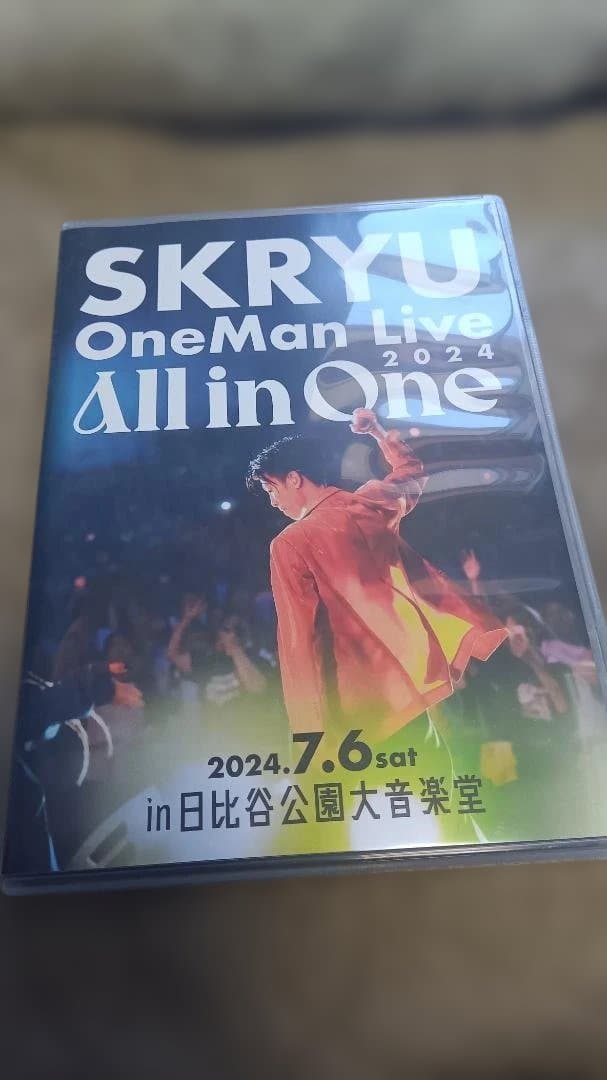 SKRYU
OneMan Live
2024
All in One
2024.7.6sat
in日比谷公園大音楽堂